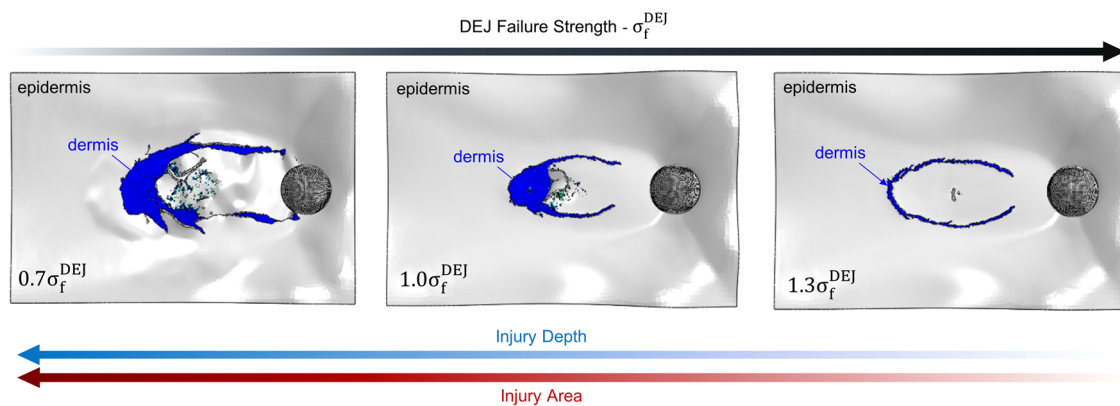 DEJ Failure Strength - σ_f^DEJ
epidermis
dermis
0.7σ_f^DEJ
epidermis
dermis
1.0σ_f^DEJ
epidermis
dermis
1.3σ_f^DEJ
Injury Depth
Injury Area